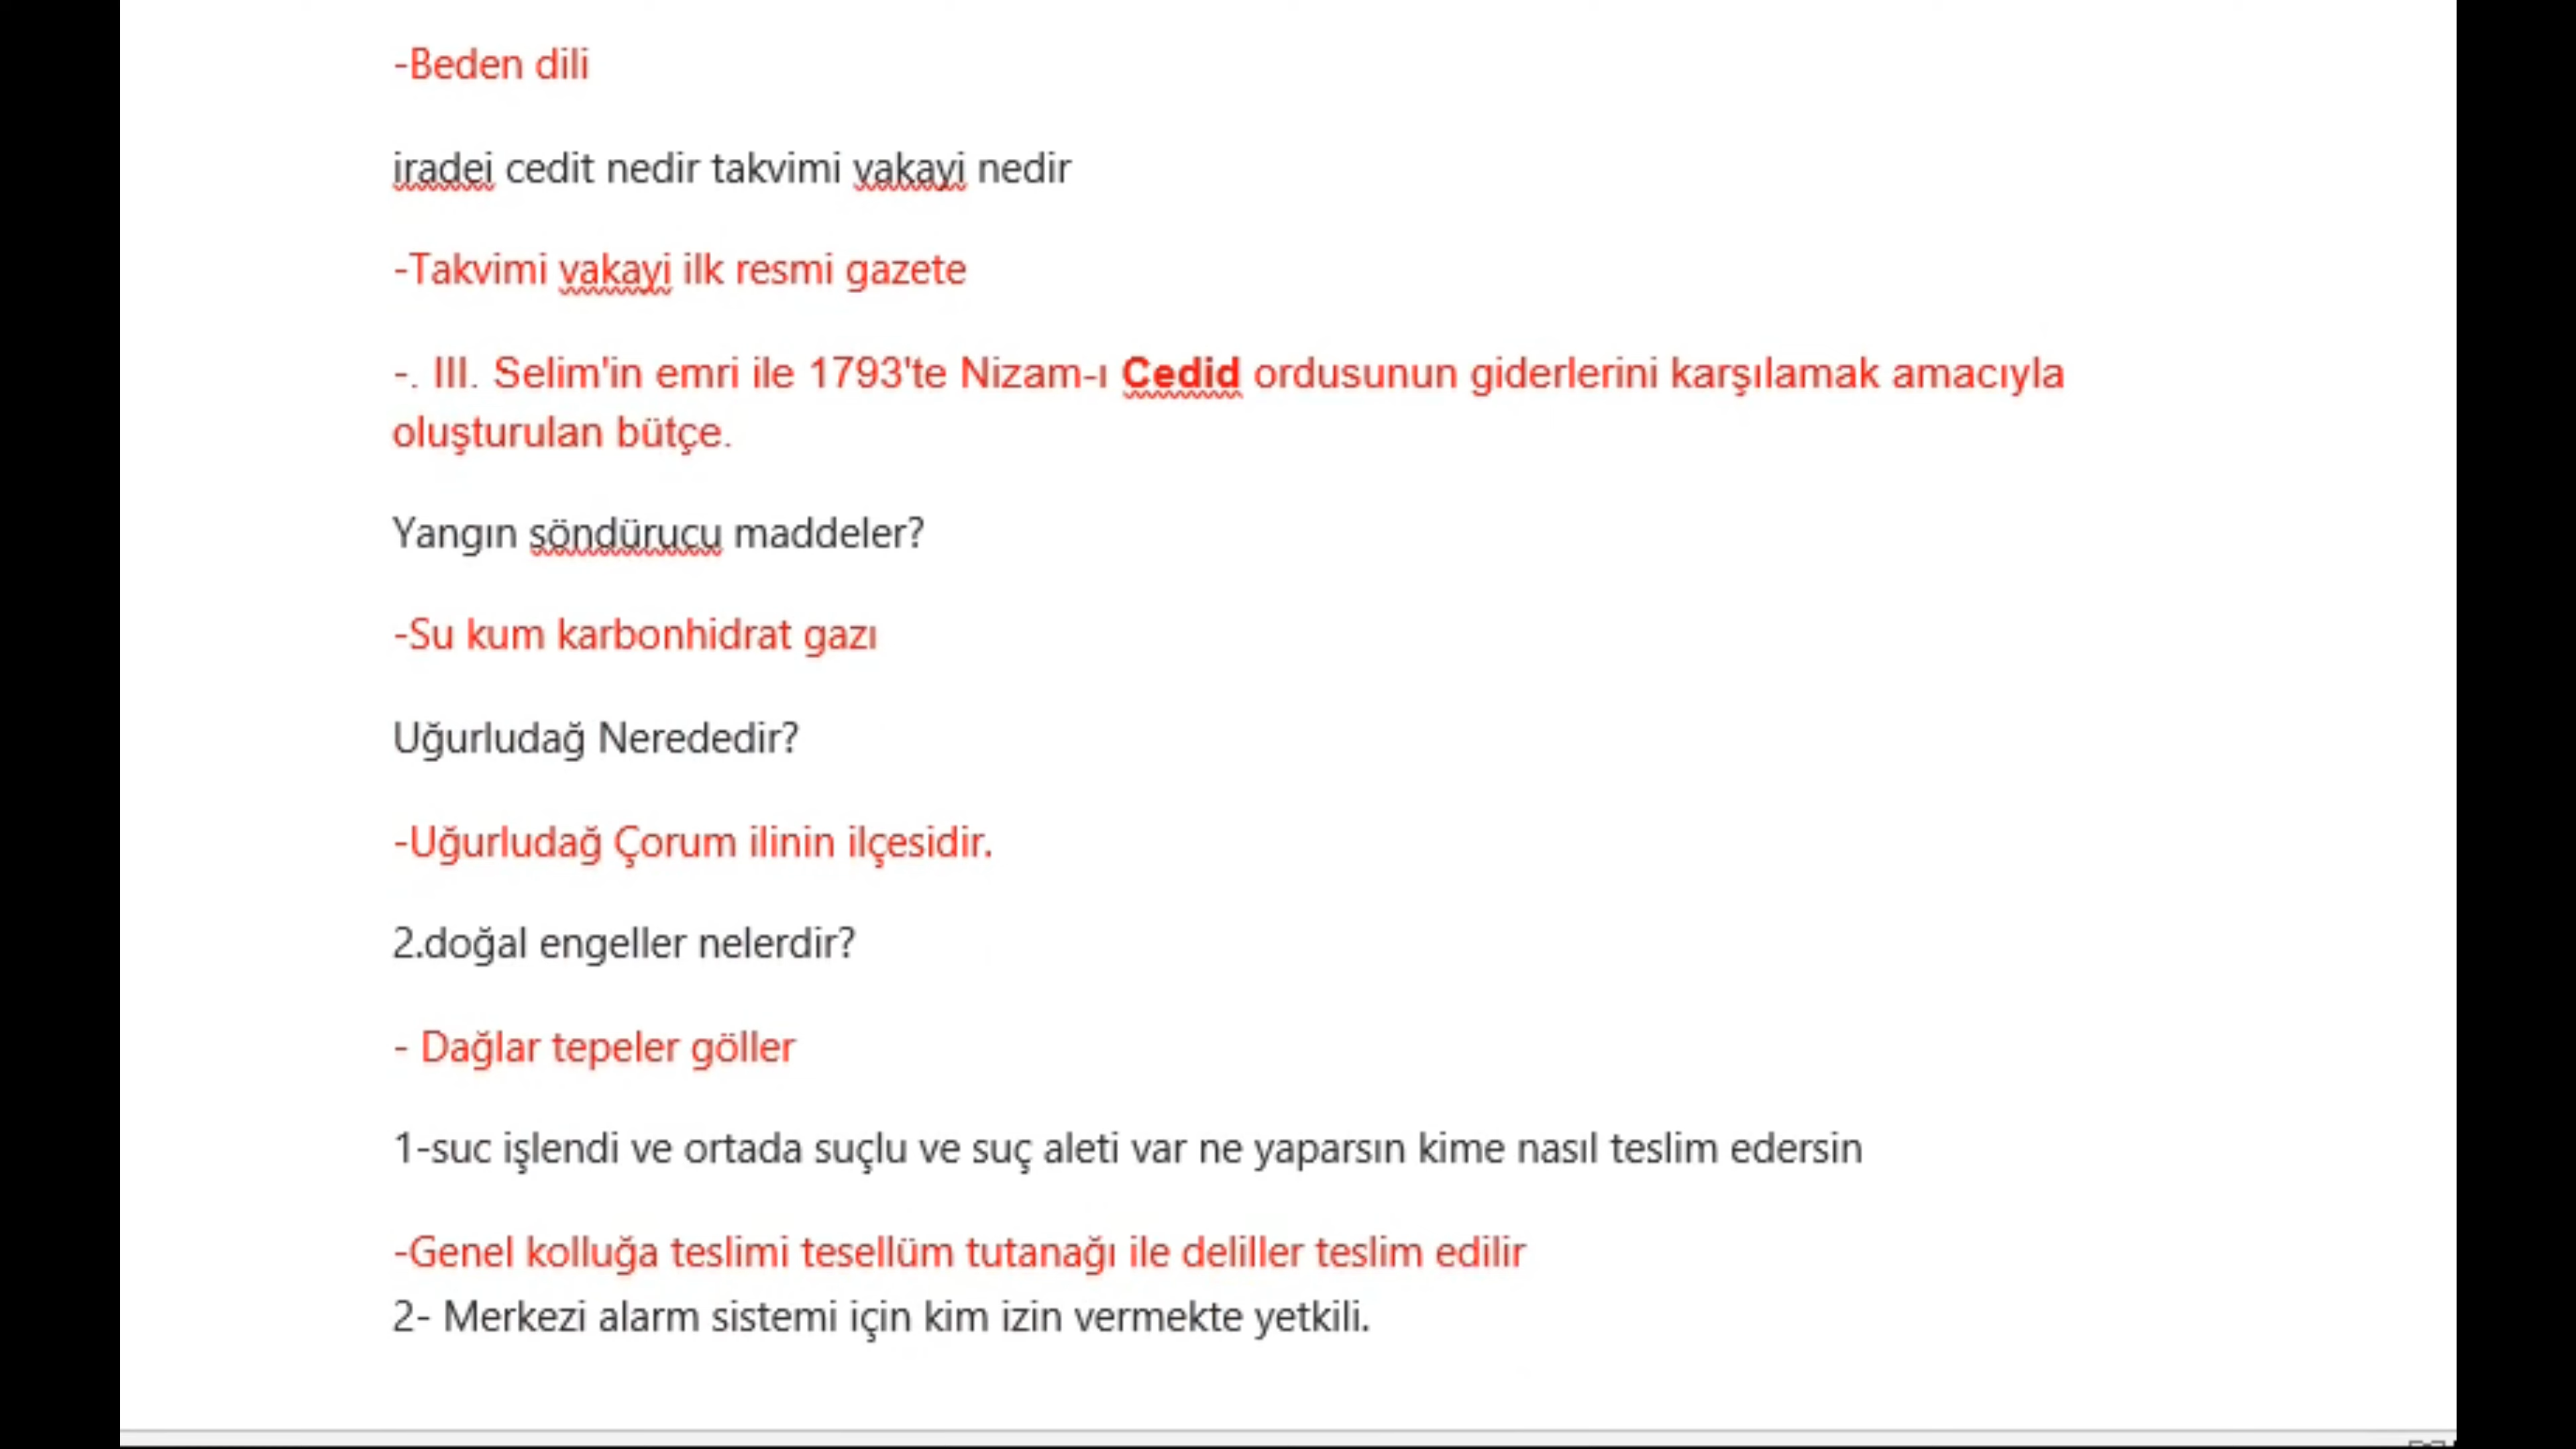 -Beden dili
iradei cedit nedir takvimi vakayi nedir
-Takvimi vakayi ilk resmi gazete
-. III. Selim'in emri ile 1793'te Nizam-ı Cedid ordusunun giderlerini karşılamak amacıyla
oluşturulan bütçe.
Yangın söndürucu maddeler?
-Su kum karbonhidrat gazı
Uğurludağ Nerededir?
-Uğurludağ Çorum ilinin ilçesidir.
2.doğal engeller nelerdir?
- Dağlar tepeler göller
1-suc işlendi ve ortada suçlu ve suç aleti var ne yaparsın kime nasıl teslim edersin
-Genel kolluğa teslimi tesellüm tutanağı ile deliller teslim edilir
2- Merkezi alarm sistemi için kim izin vermekte yetkili.